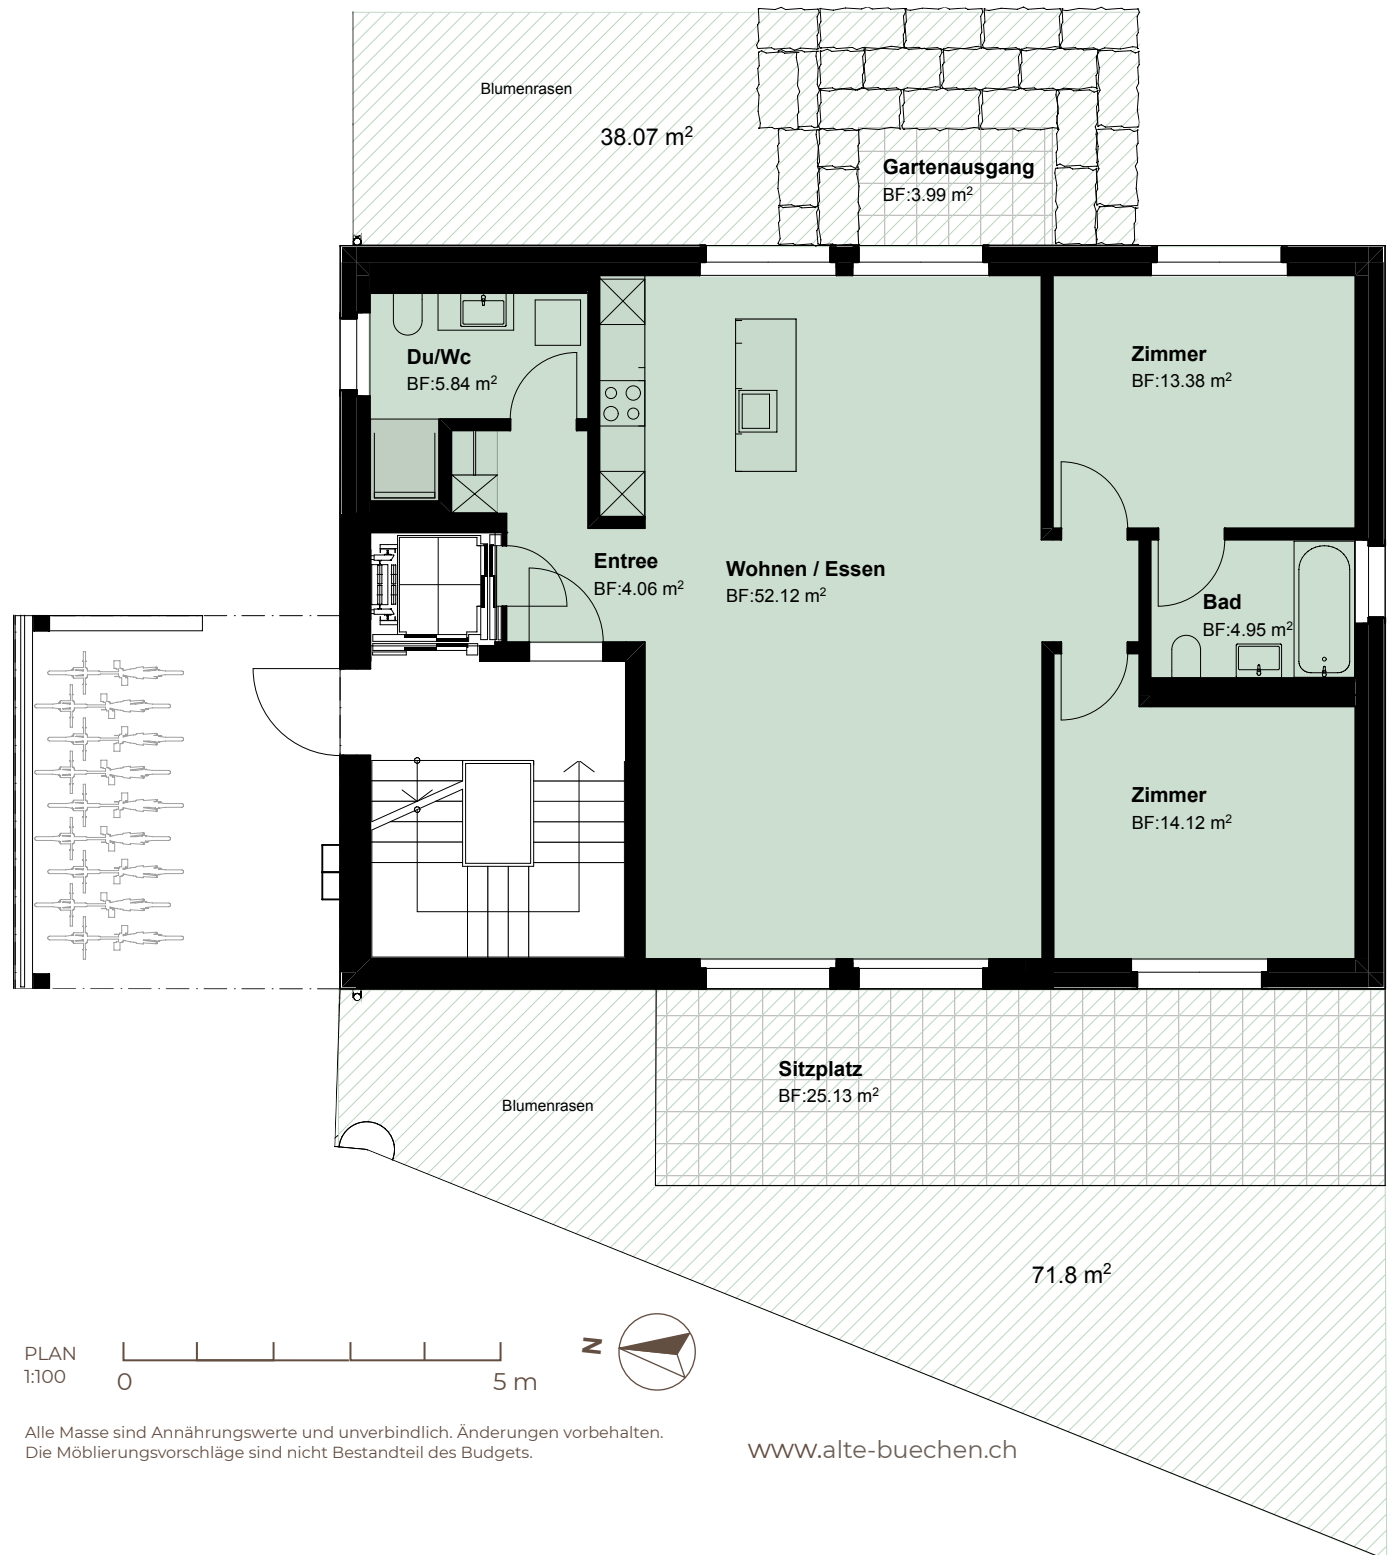 Blumenrasen
38.07 m²
Gartenausgang
BF:3.99 m²
Du/Wc
BF:5.84 m²
Zimmer
BF:13.38 m²
Entree
BF:4.06 m²
Wohnen / Essen
BF:52.12 m²
Bad
BF:4.95 m²
Zimmer
BF:14.12 m²
Sitzplatz
BF:25.13 m²
Blumenrasen
71.8 m²
PLAN
1:100
0
5 m
N
Alle Masse sind Annährungswerte und unverbindlich. Änderungen vorbehalten.
Die Möblierungsvorschläge sind nicht Bestandteil des Budgets.
www.alte-buechen.ch